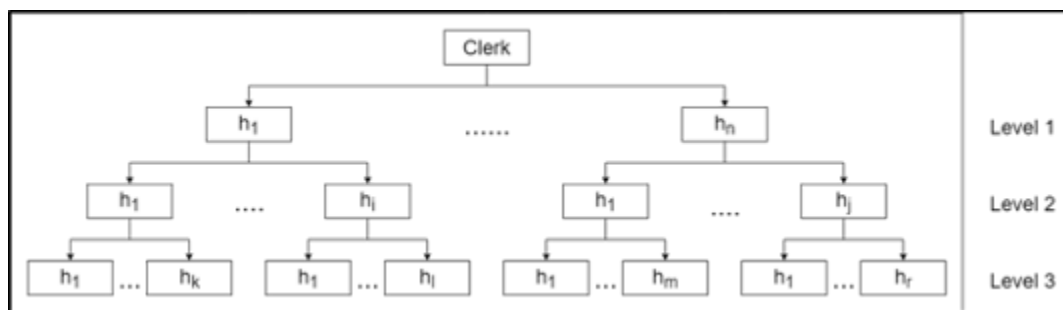 Clerk
h₁ ...... hₙ Level 1
h₁ .... hᵢ h₁ .... hⱼ Level 2
h₁ ... hₖ h₁ ... hₗ h₁ ... hₘ h₁ ... hᵣ Level 3